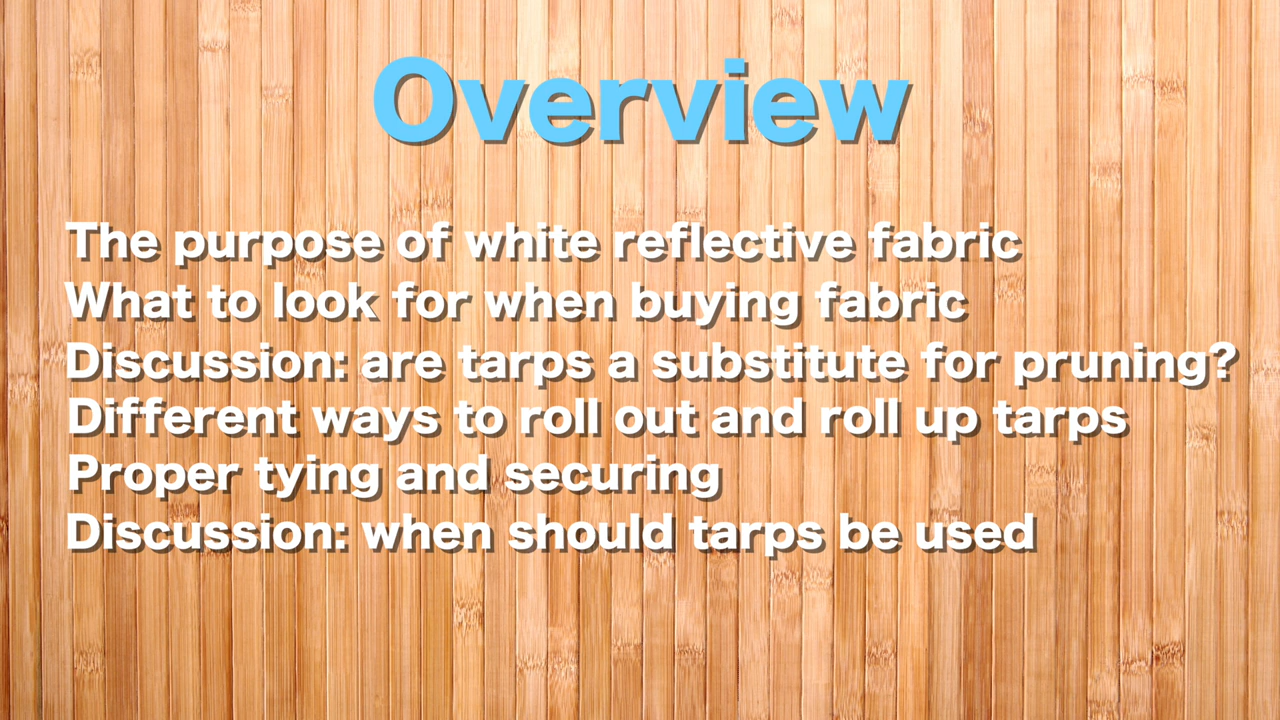 Overview
The purpose of white reflective fabric
What to look for when buying fabric
Discussion: are tarps a substitute for pruning?
Different ways to roll out and roll up tarps
Proper tying and securing
Discussion: when should tarps be used